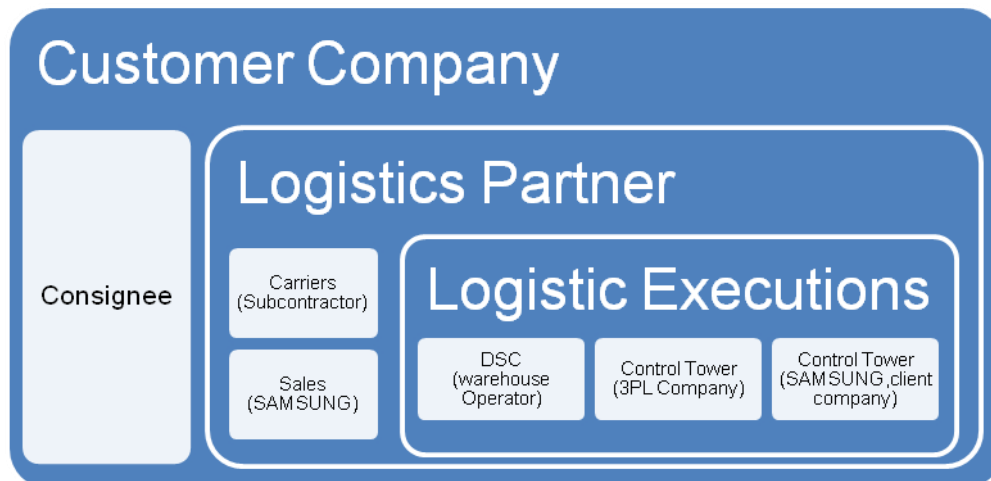 Customer Company
Consignee
Logistics Partner
Carriers
(Subcontractor)
Sales
(SAMSUNG)
Logistic Executions
DSC
(warehouse
Operator)
Control Tower
(3PL Company)
Control Tower
(SAMSUNG,client
company)